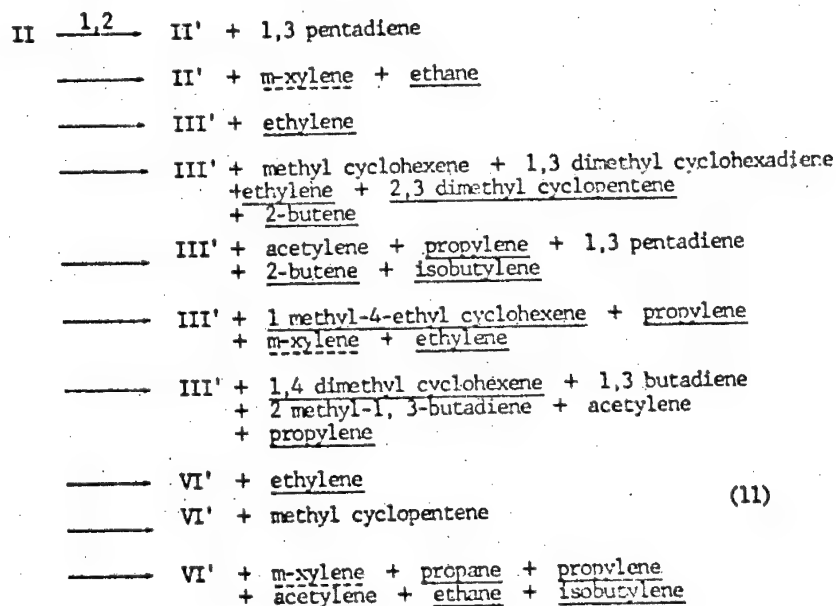 II 1,2 II' + 1,3 pentadiene
II' + m-xylene + ethane
III' + ethylene
III' + methyl cyclohexene + 1,3 dimethyl cyclohexadiene
+ethylene + 2,3 dimethyl cyclopentene
+ 2-butene
III' + acetylene + propylene + 1,3 pentadiene
+ 2-butene + isobutylene
III' + 1 methyl-4-ethyl cyclohexene + propylene
+ m-xylene + ethylene
III' + 1,4 dimethyl cyclohexene + 1,3 butadiene
+ 2 methyl-1, 3-butadiene + acetylene
+ propylene
VI' + ethylene
(11)
VI' + methyl cyclopentene
VI' + m-xylene + propane + propylene
+ acetylene + ethane + isobutylene